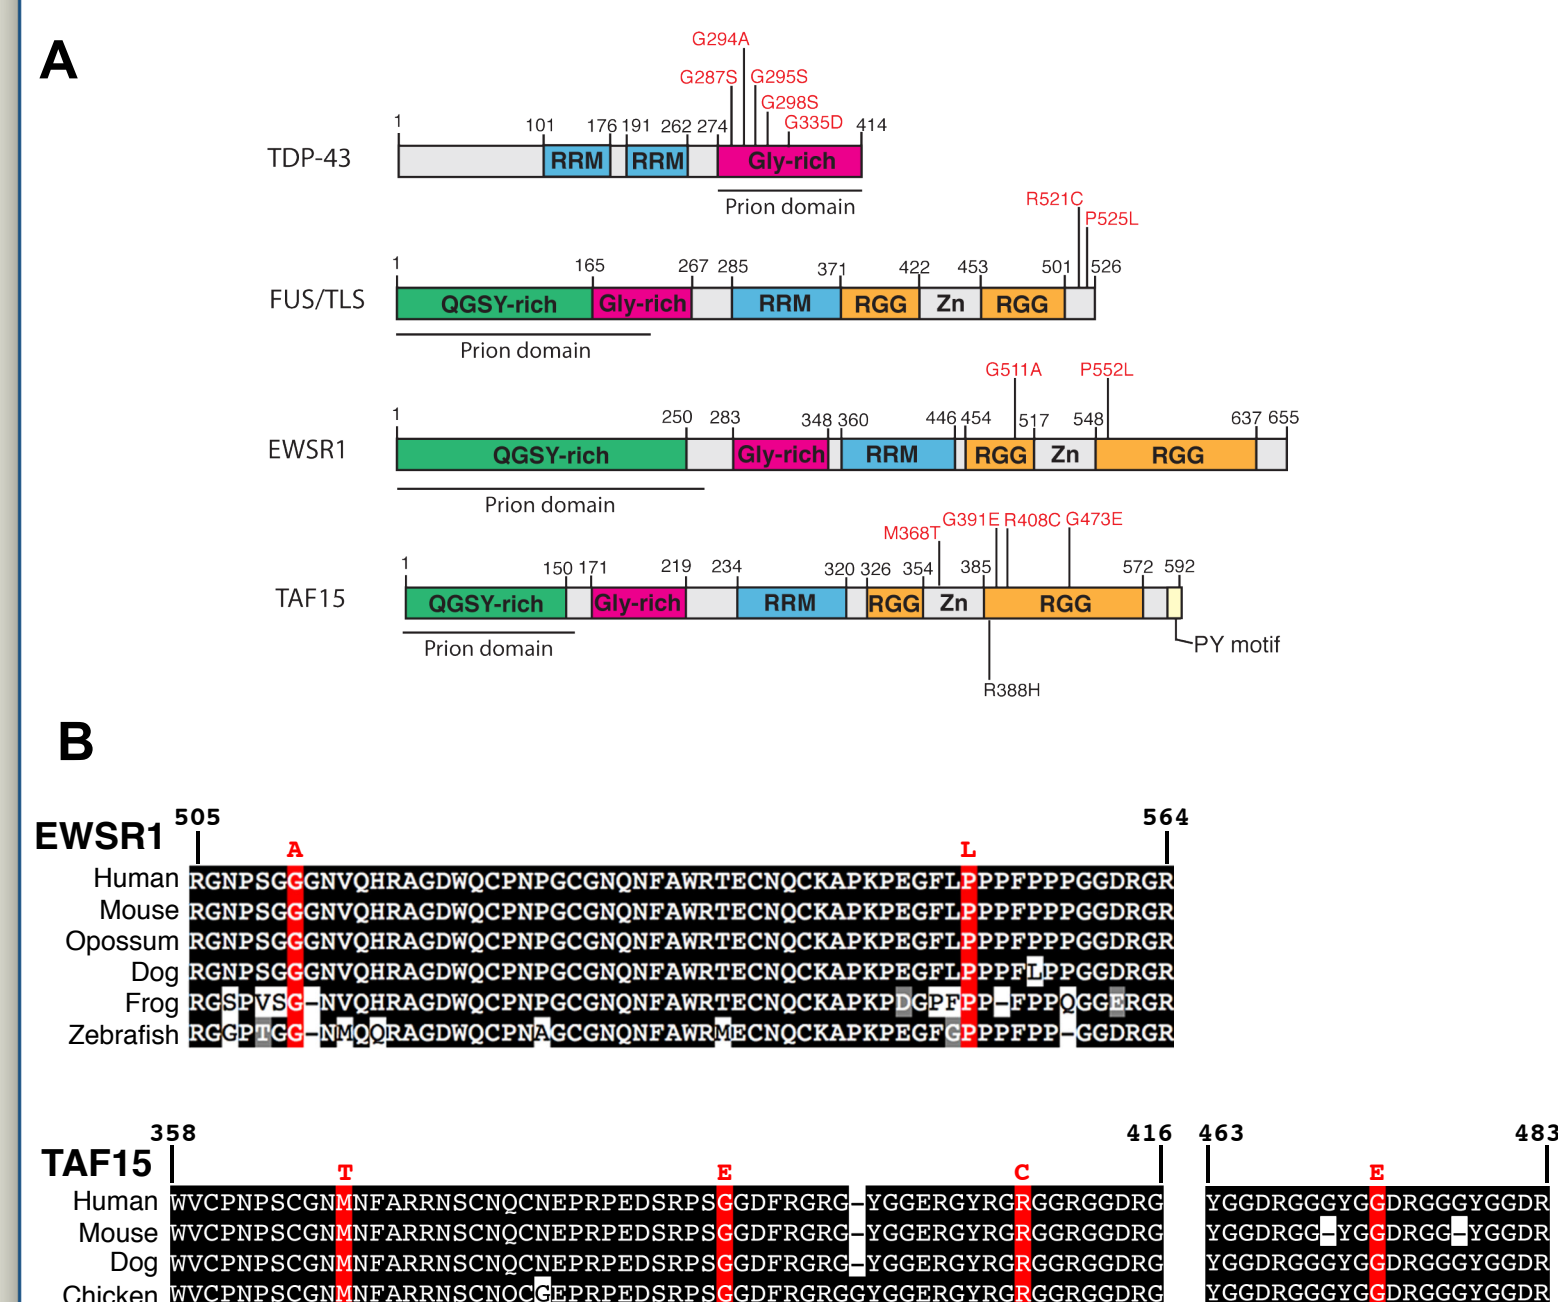 A
G294A
G287S G295S
G298S
G335D
1 101 176 191 262 274 414
TDP-43 RRM RRM Gly-rich
Prion domain
R521C
P525L
1 165 267 285 371 422 453 501 526
FUS/TLS QGSY-rich Gly-rich RRM RGG Zn RGG
Prion domain
G511A P552L
1 250 283 348 360 446 454 517 548 637 655
EWSR1 QGSY-rich Gly-rich RRM RGG Zn RGG
Prion domain
M368T G391E R408C G473E
1 150 171 219 234 320 326 354 385 572 592
TAF15 QGSY-rich Gly-rich RRM RGG Zn RGG
Prion domain
PY motif
R388H
B
505 564
EWSR1 A L
Human RGNPSGGGNVQHRAGDWQCPNPGCGNQNFAWRTECNQCKAPKPEGFLPPPFPPPGGDRGR
Mouse RGNPSGGGNVQHRAGDWQCPNPGCGNQNFAWRTECNQCKAPKPEGFLPPPFPPPGGDRGR
Opossum RGNPSGGGNVQHRAGDWQCPNPGCGNQNFAWRTECNQCKAPKPEGFLPPPFPPPGGDRGR
Dog RGNPSGGGNVQHRAGDWQCPNPGCGNQNFAWRTECNQCKAPKPEGFLPPPFLPPGGDRGR
Frog RGSPVSG-NVQHRAGDWQCPNPGCGNQNFAWRTECNQCKAPKPDGPFPP-FPPQGGERGR
Zebrafish RGGPTGG-NMQQRAGDWQCPNAGCGNQNFAWRMECNQCKAPKPEGFGPPPFPP-GGDRGR
358 416 463 483
TAF15 T E C E
Human WVCPNPSCGNMNFARRNSCNQCNEPRPEDSRPSGGDFRGRG-YGGERGYRGRGGRGGDRG YGGDRGGGYGGDRGGGYGGDR
Mouse WVCPNPSCGNMNFARRNSCNQCNEPRPEDSRPSGGDFRGRG-YGGERGYRGRGGRGGDRG YGGDRGG-YGGDRGG-YGGDR
Dog WVCPNPSCGNMNFARRNSCNQCNEPRPEDSRPSGGDFRGRG-YGGERGYRGRGGRGGDRG YGGDRGGGYGGDRGGGYGGDR
Chicken WVCPNPSCGNMNFARRNSCNQCGEPRPEDSRPSGGDFRGRGGYGGERGYRGRGGRGGDRG YGGDRGGGYGGDRGGGYGGDR